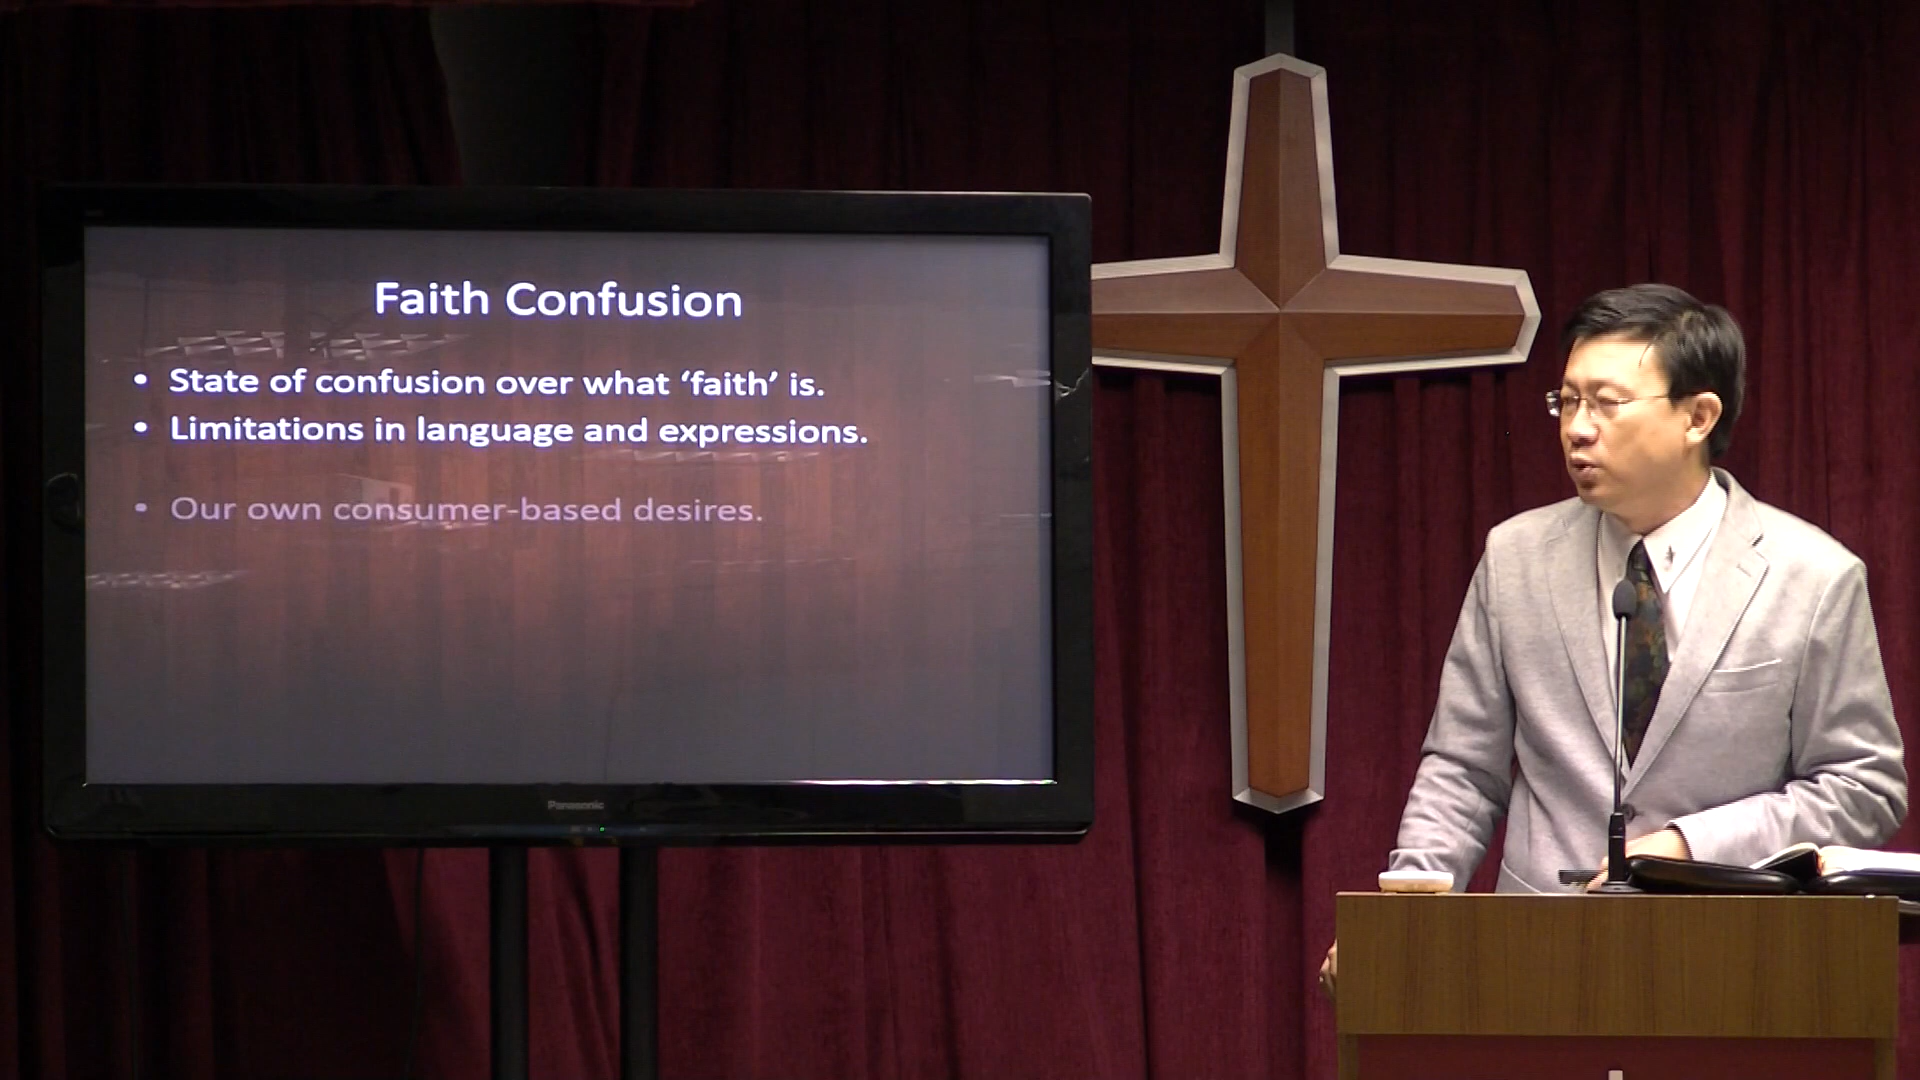 Faith Confusion
• State of confusion over what ‘faith’ is.
• Limitations in language and expressions.
• Our own consumer-based desires.
Panasonic